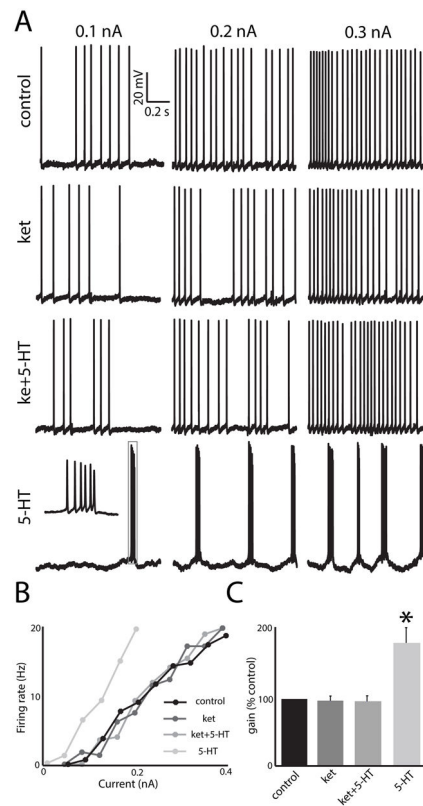 A
0.1 nA 0.2 nA 0.3 nA
control
20 mV
0.2 s
ket
ke+5-HT
5-HT
B
Firing rate (Hz)
20
10
0
0 0.2 0.4
Current (nA)
control
ket
ket+5-HT
5-HT
C
gain (% control)
200
100
0
*
control ket ket+5-HT 5-HT